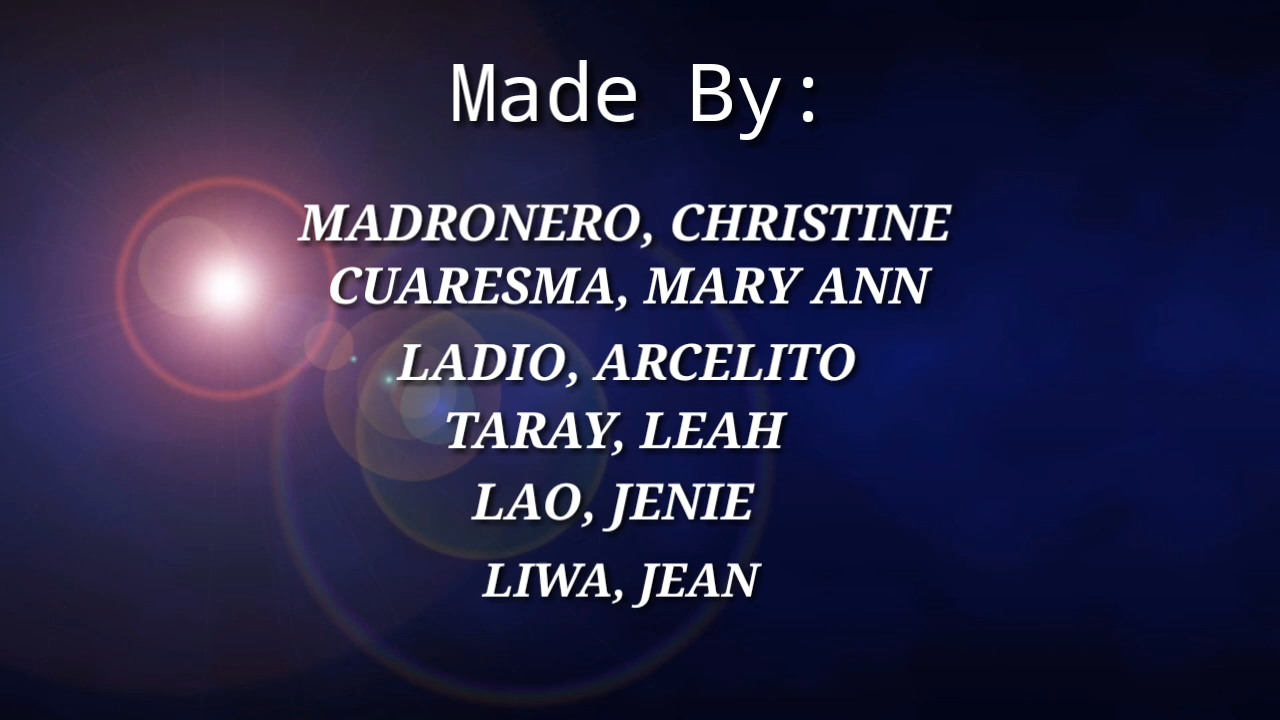 Made By:
MADRONERO, CHRISTINE
CUARESMA, MARY ANN
LADIO, ARCELITO
TARAY, LEAH
LAO, JENIE
LIWA, JEAN